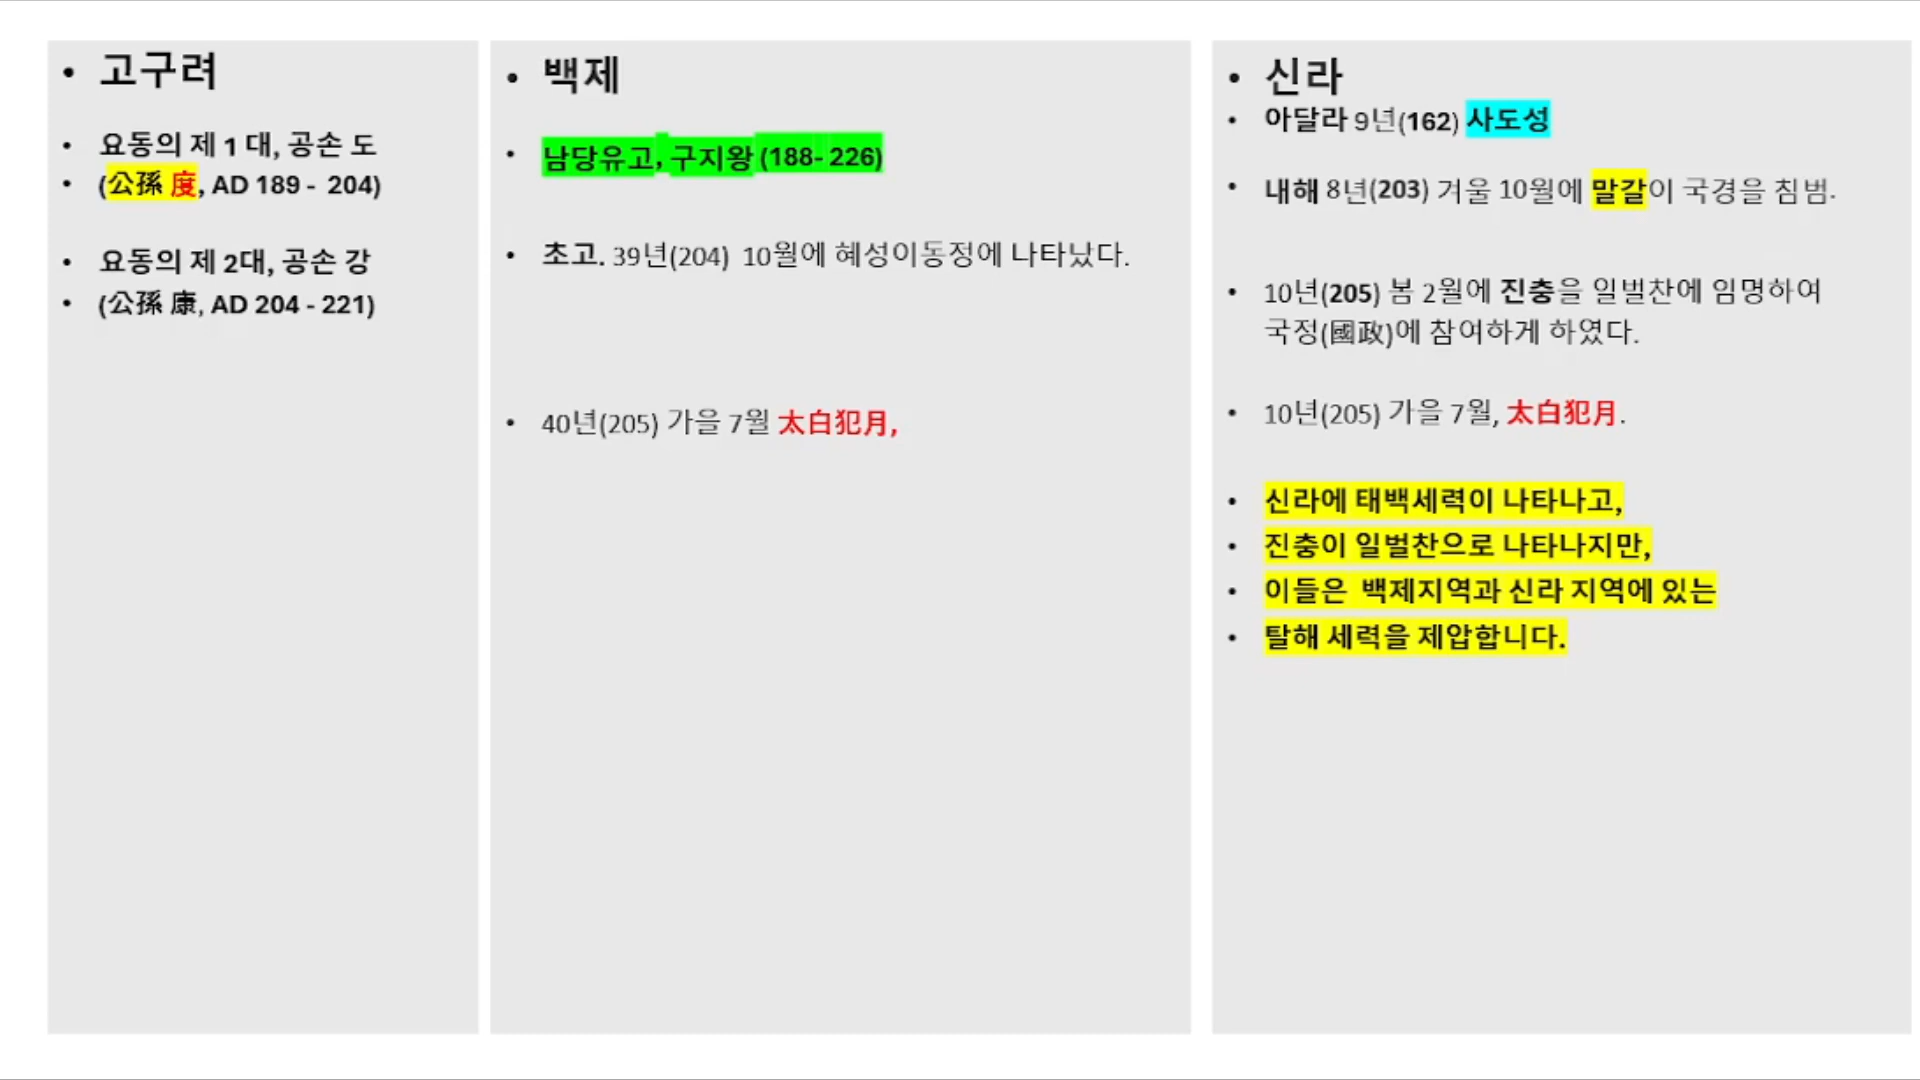 고구려
요동의 제 1 대, 공손 도
(公孫 度, AD 189 - 204)
요동의 제 2대, 공손 강
(公孫 康, AD 204 - 221)
백제
남당유고, 구지왕 (188- 226)
초고. 39년(204) 10월에 혜성이동정에 나타났다.
40년(205) 가을 7월 太白犯月,
신라
아달라 9년(162) 사도성
내해 8년(203) 겨울 10월에 말갈이 국경을 침범.
10년(205) 봄 2월에 진충을 일벌찬에 임명하여
국정(國政)에 참여하게 하였다.
10년(205) 가을 7월, 太白犯月.
신라에 태백세력이 나타나고,
진충이 일벌찬으로 나타나지만,
이들은 백제지역과 신라 지역에 있는
탈해 세력을 제압합니다.